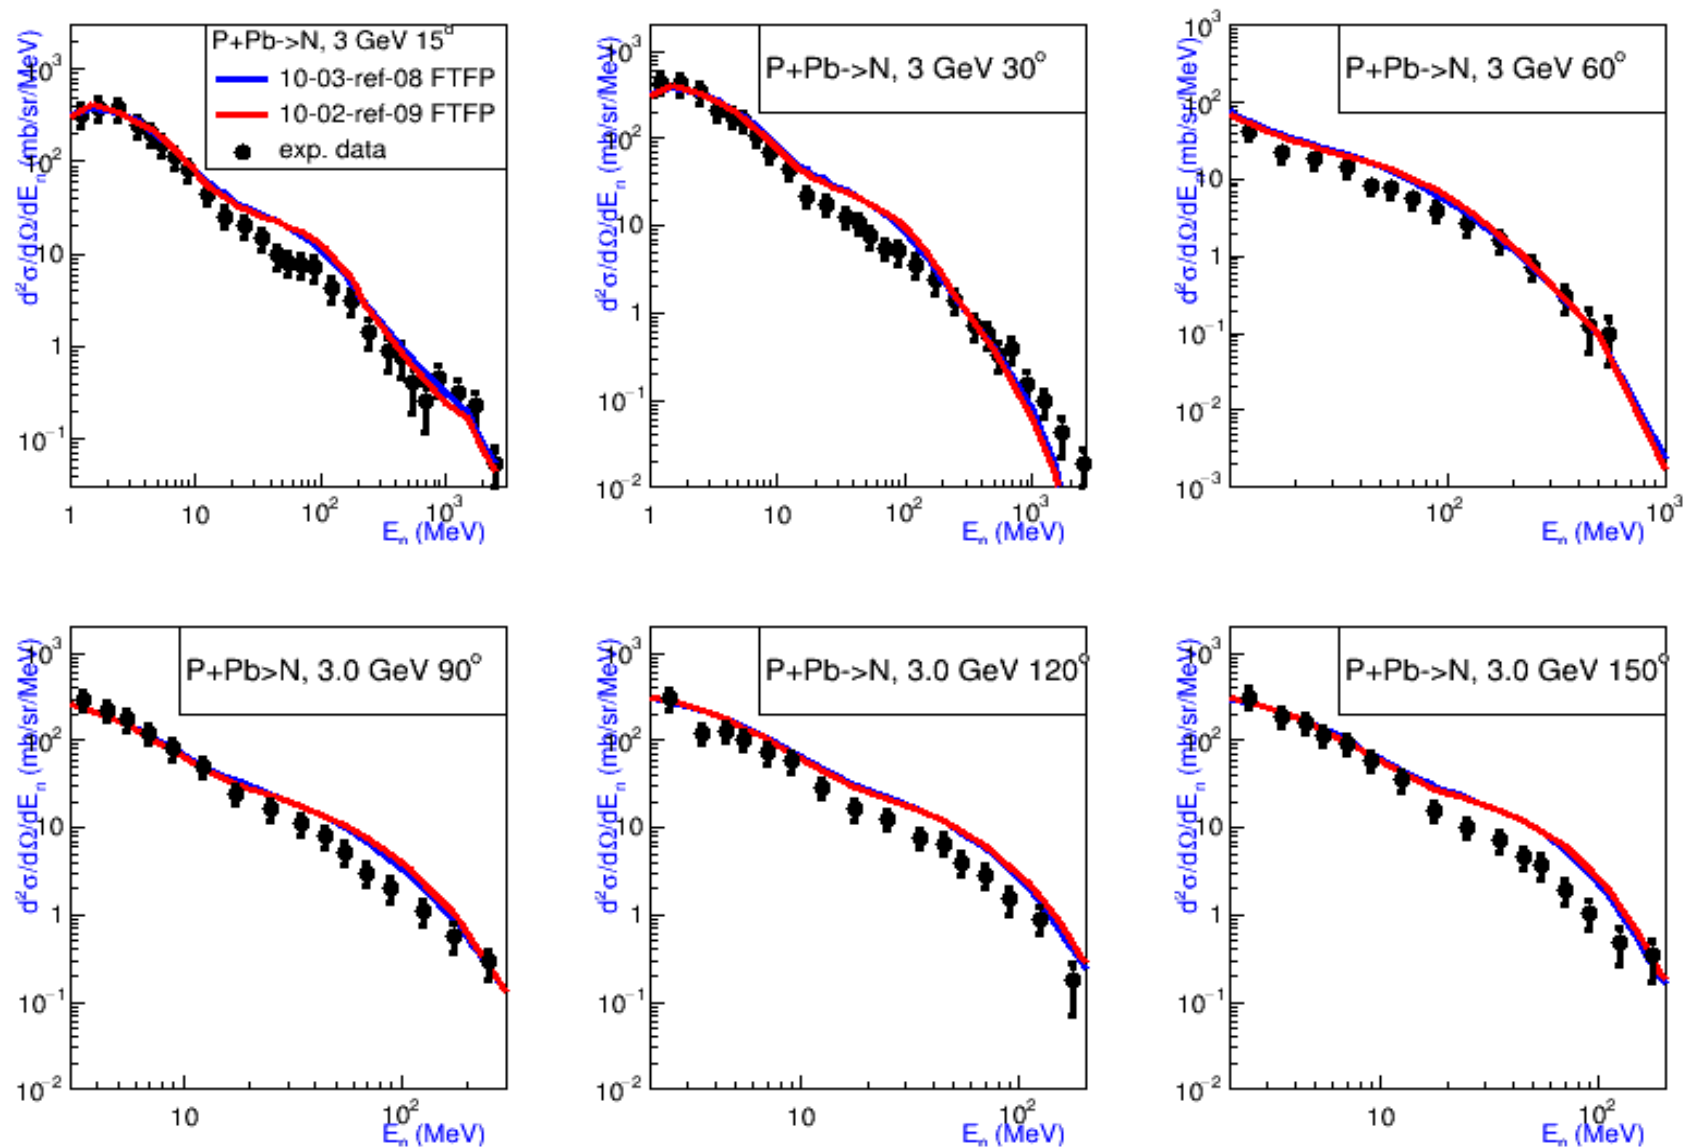 P+Pb->N, 3 GeV 15°
10-03-ref-08 FTFP
10-02-ref-09 FTFP
exp. data
d²σ/dΩ/dEₙ (mb/sr/MeV)
10³
10²
10
1
10⁻¹
1 10 10² 10³
Eₙ (MeV)
P+Pb->N, 3 GeV 30°
d²σ/dΩ/dEₙ (mb/sr/MeV)
10³
10²
10
1
10⁻¹
10⁻²
1 10 10² 10³
Eₙ (MeV)
P+Pb->N, 3 GeV 60°
d²σ/dΩ/dEₙ (mb/sr/MeV)
10³
10²
10
1
10⁻¹
10⁻²
10⁻³
10² 10³
Eₙ (MeV)
P+Pb>N, 3.0 GeV 90°
d²σ/dΩ/dEₙ (mb/sr/MeV)
10³
10²
10
1
10⁻¹
10⁻²
10 10²
Eₙ (MeV)
P+Pb->N, 3.0 GeV 120°
d²σ/dΩ/dEₙ (mb/sr/MeV)
10³
10²
10
1
10⁻¹
10⁻²
10 10²
Eₙ (MeV)
P+Pb->N, 3.0 GeV 150°
d²σ/dΩ/dEₙ (mb/sr/MeV)
10³
10²
10
1
10⁻¹
10⁻²
10 10²
Eₙ (MeV)